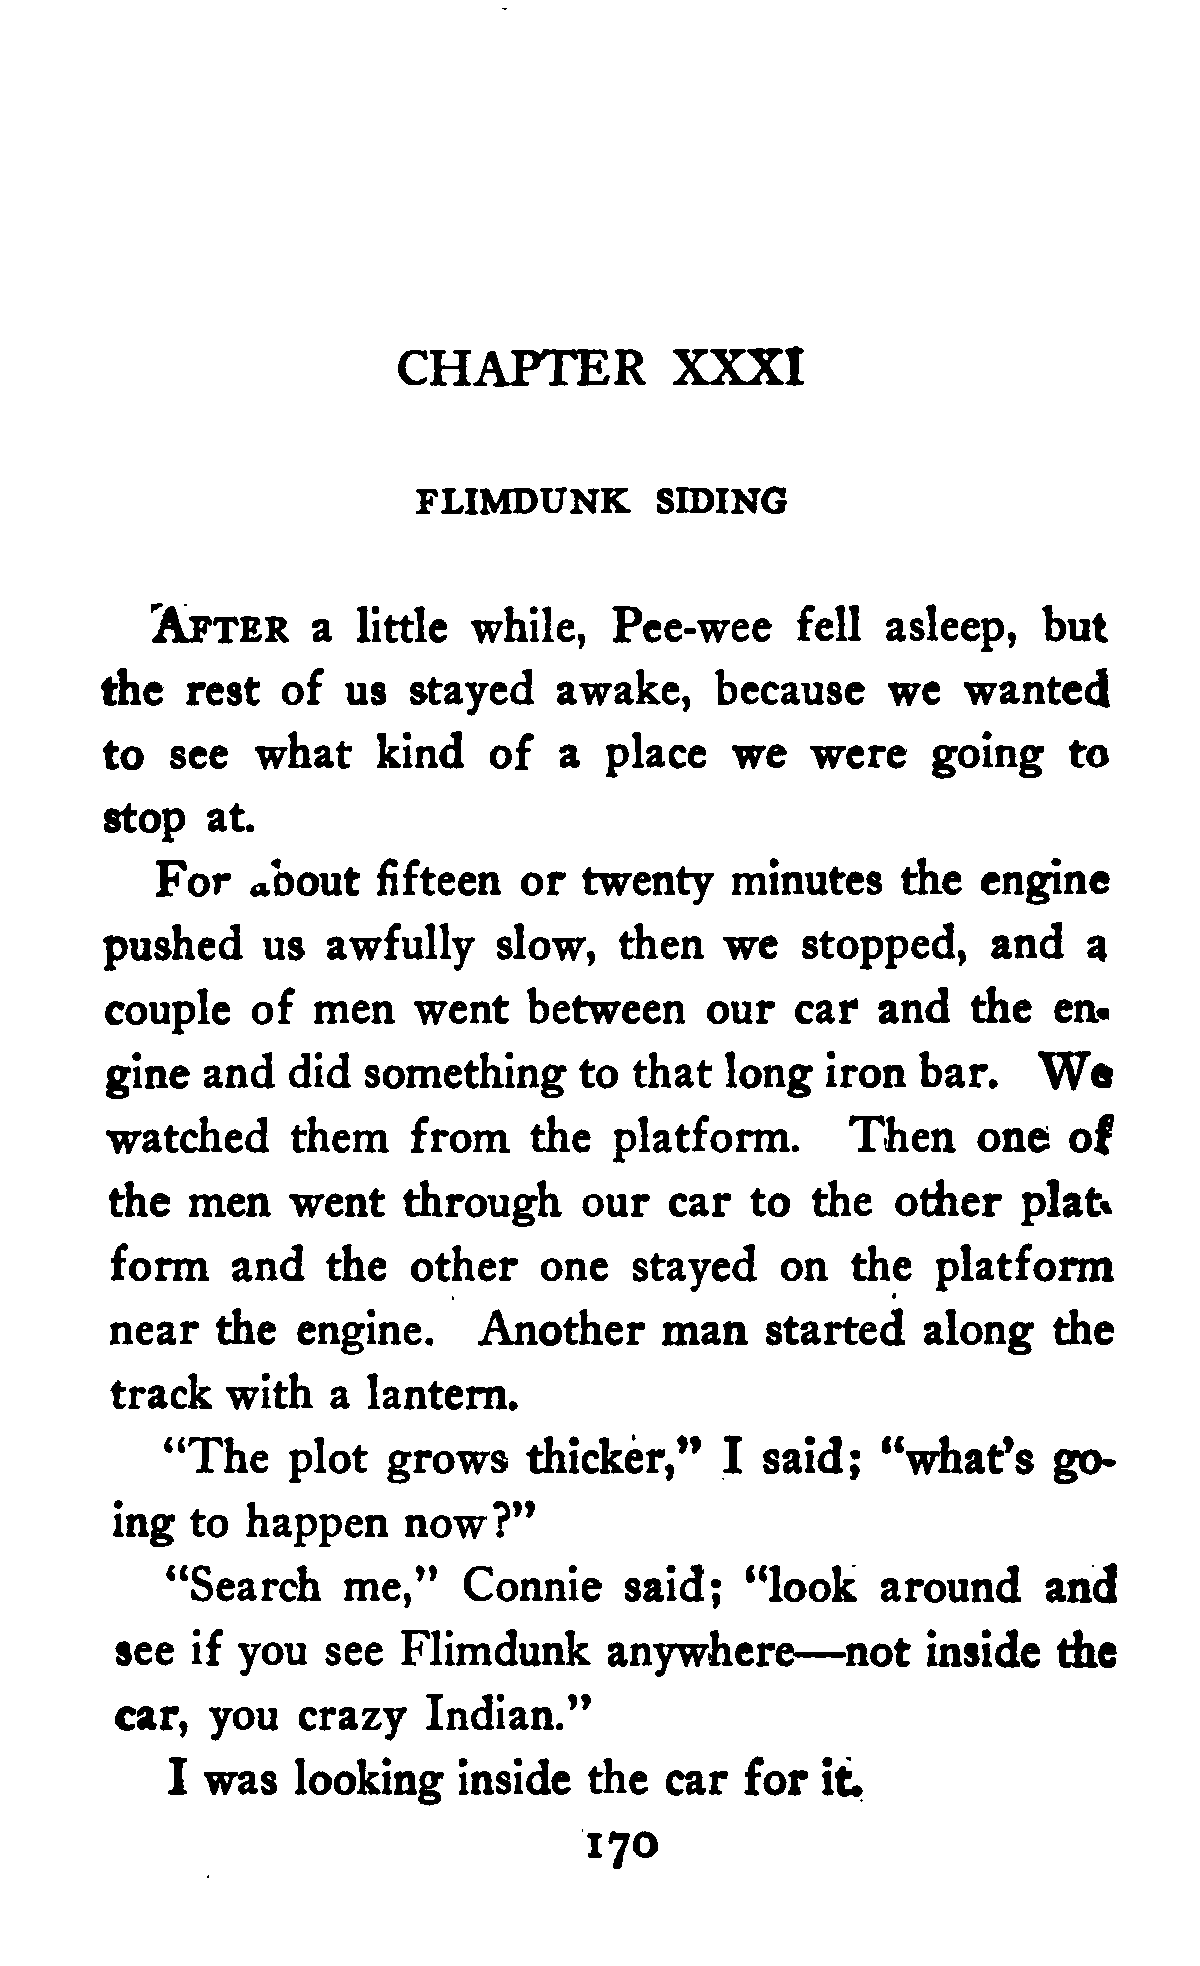 CHAPTER XXXI
FLIMDUNK SIDING
AFTER a little while, Pee-wee fell asleep, but
the rest of us stayed awake, because we wanted
to see what kind of a place we were going to
stop at.
For about fifteen or twenty minutes the engine
pushed us awfully slow, then we stopped, and a
couple of men went between our car and the en-
gine and did something to that long iron bar. We
watched them from the platform. Then one of
the men went through our car to the other plat-
form and the other one stayed on the platform
near the engine. Another man started along the
track with a lantern.
"The plot grows thicker," I said; "what's go-
ing to happen now?"
"Search me," Connie said; "look around and
see if you see Flimdunk anywhere—not inside the
car, you crazy Indian."
I was looking inside the car for it.
170